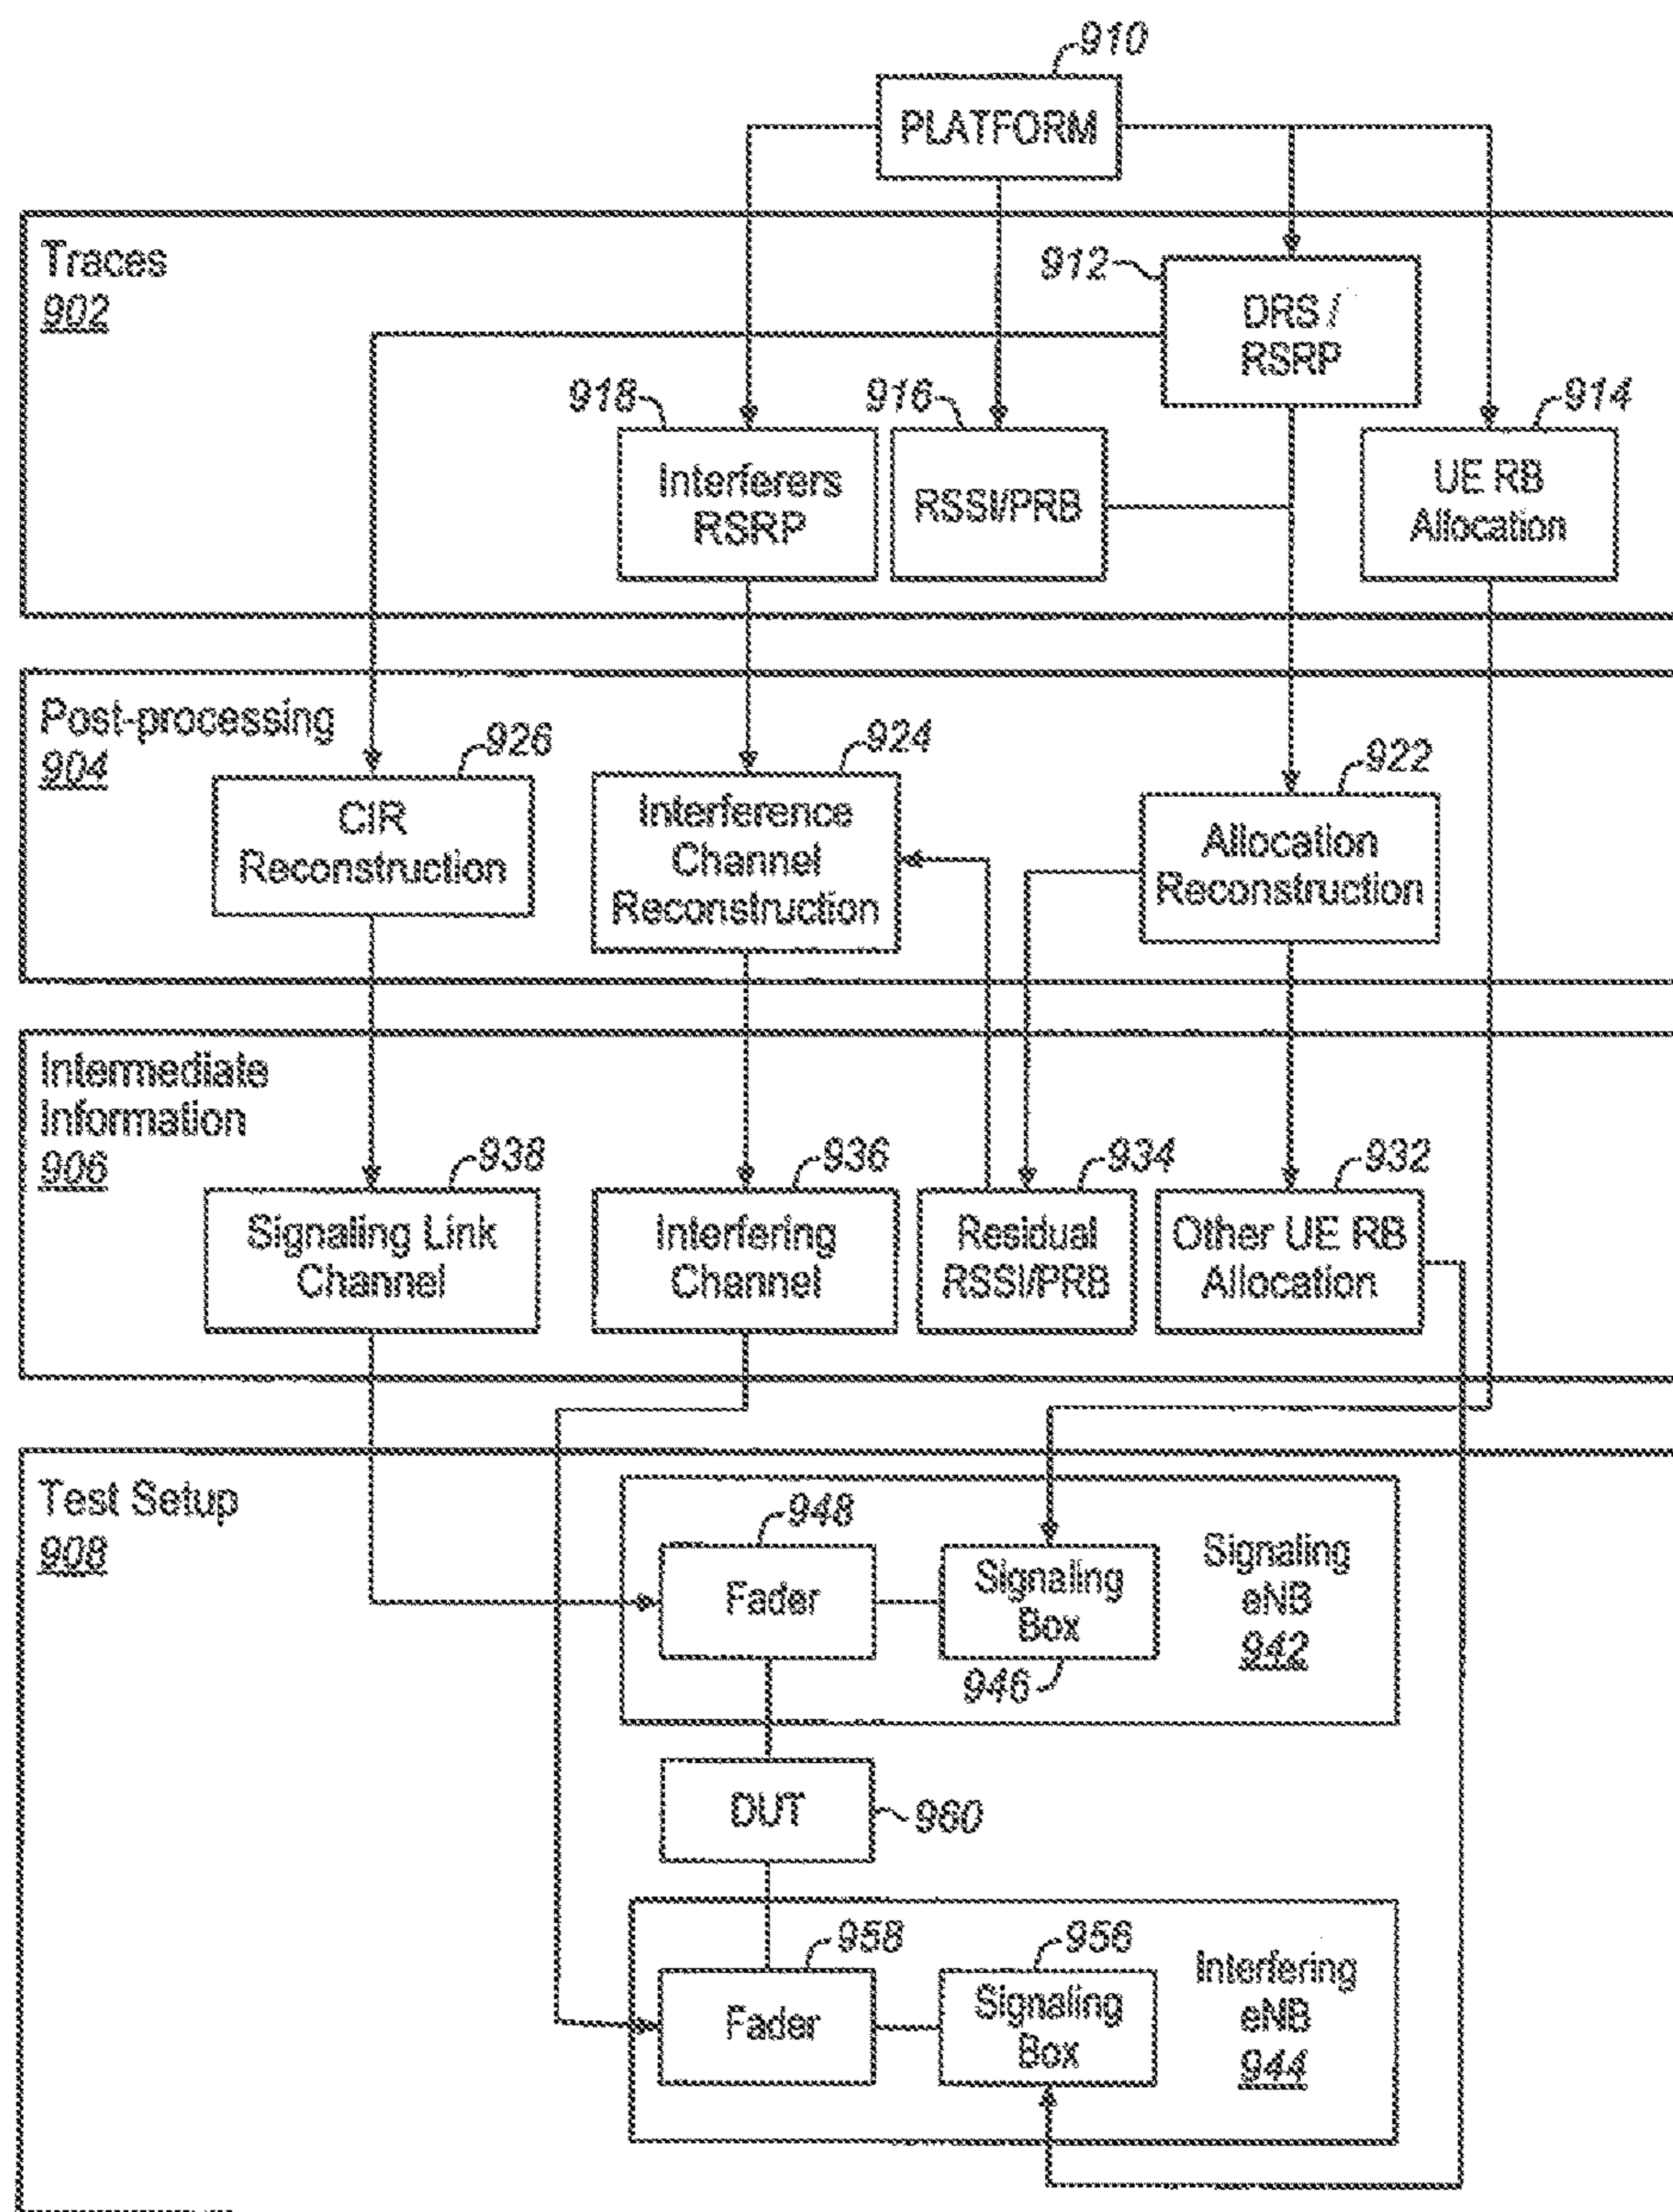 910
PLATFORM
Traces
902
912
DRS /
RSRP
918
916
914
Interferers
RSRP
RSSI/PRB
UE RB
Allocation
Post-processing
904
926
924
922
CIR
Reconstruction
Interference
Channel
Reconstruction
Allocation
Reconstruction
Intermediate
Information
906
938
936
934
932
Signaling Link
Channel
Interfering
Channel
Residual
RSSI/PRB
Other UE RB
Allocation
Test Setup
908
948
Fader
Signaling
Box
946
Signaling
eNB
942
DUT
960
958
956
Fader
Signaling
Box
Interfering
eNB
944